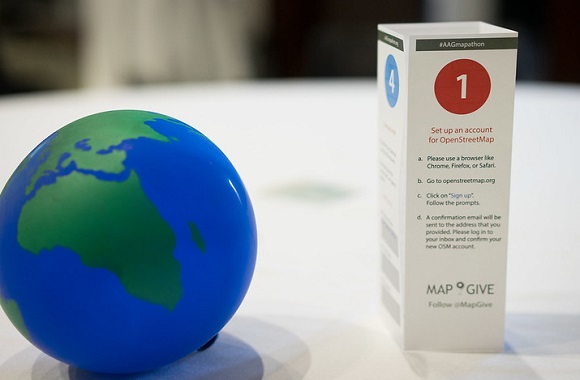 #AAGmapathon
4
1
Set up an account
for OpenStreetMap
a. Please use a browser like
Chrome, Firefox, or Safari.
b. Go to openstreetmap.org
c. Click on "Sign up".
Follow the prompts.
d. A confirmation email will be
sent to the address that you
provided. Please log in to
your inbox and confirm your
new OSM account.
MAP GIVE
Follow @MapGive